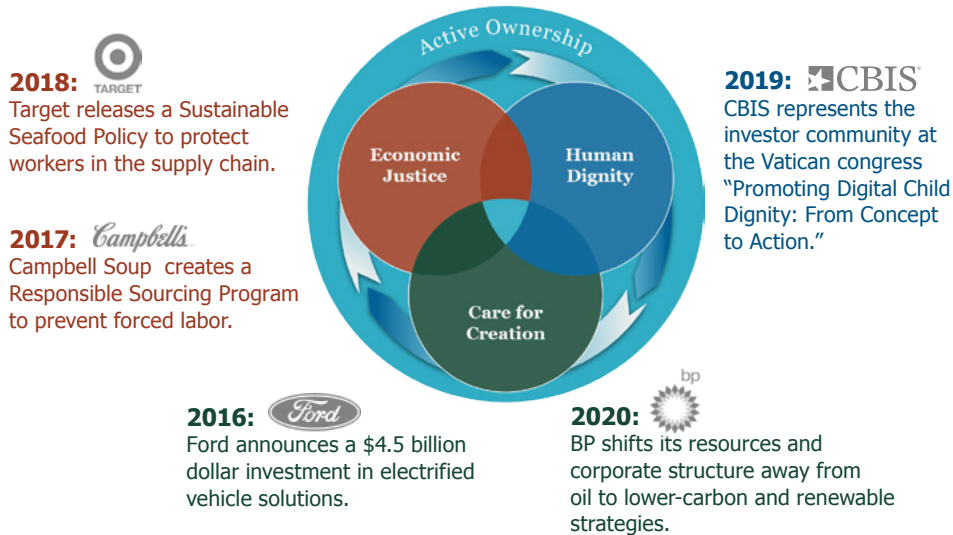 Active Ownership
Economic
Justice
Human
Dignity
Care for
Creation
2018: TARGET
Target releases a Sustainable
Seafood Policy to protect
workers in the supply chain.
2017: Campbell's.
Campbell Soup creates a
Responsible Sourcing Program
to prevent forced labor.
2019: CBIS
CBIS represents the
investor community at
the Vatican congress
“Promoting Digital Child
Dignity: From Concept
to Action.”
2016: Ford
Ford announces a $4.5 billion
dollar investment in electrified
vehicle solutions.
2020: bp
BP shifts its resources and
corporate structure away from
oil to lower-carbon and renewable
strategies.